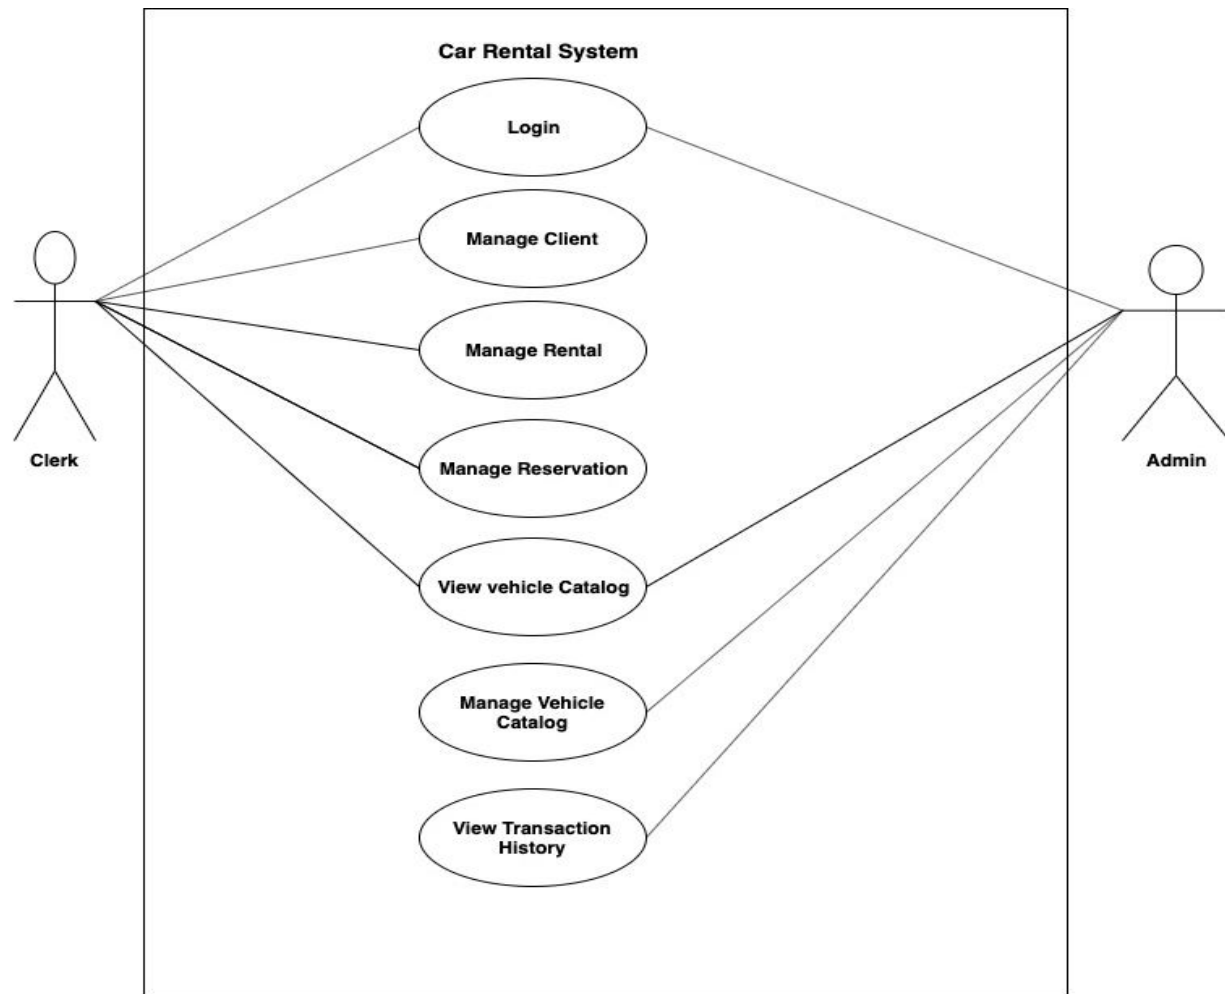 Car Rental System
Login
Manage Client
Manage Rental
Clerk
Admin
Manage Reservation
View vehicle Catalog
Manage Vehicle
Catalog
View Transaction
History